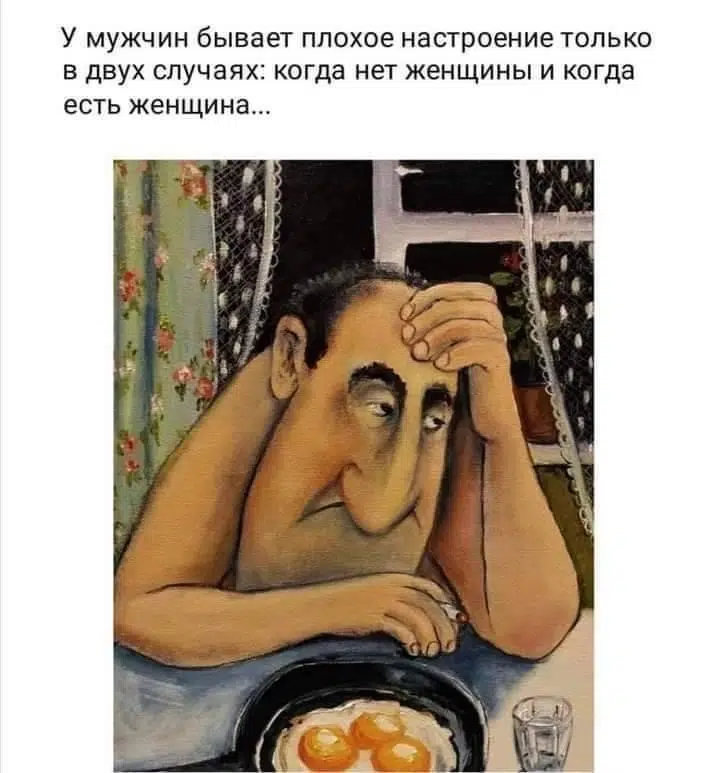 У мужчин бывает плохое настроение только
в двух случаях: когда нет женщины и когда
есть женщина...